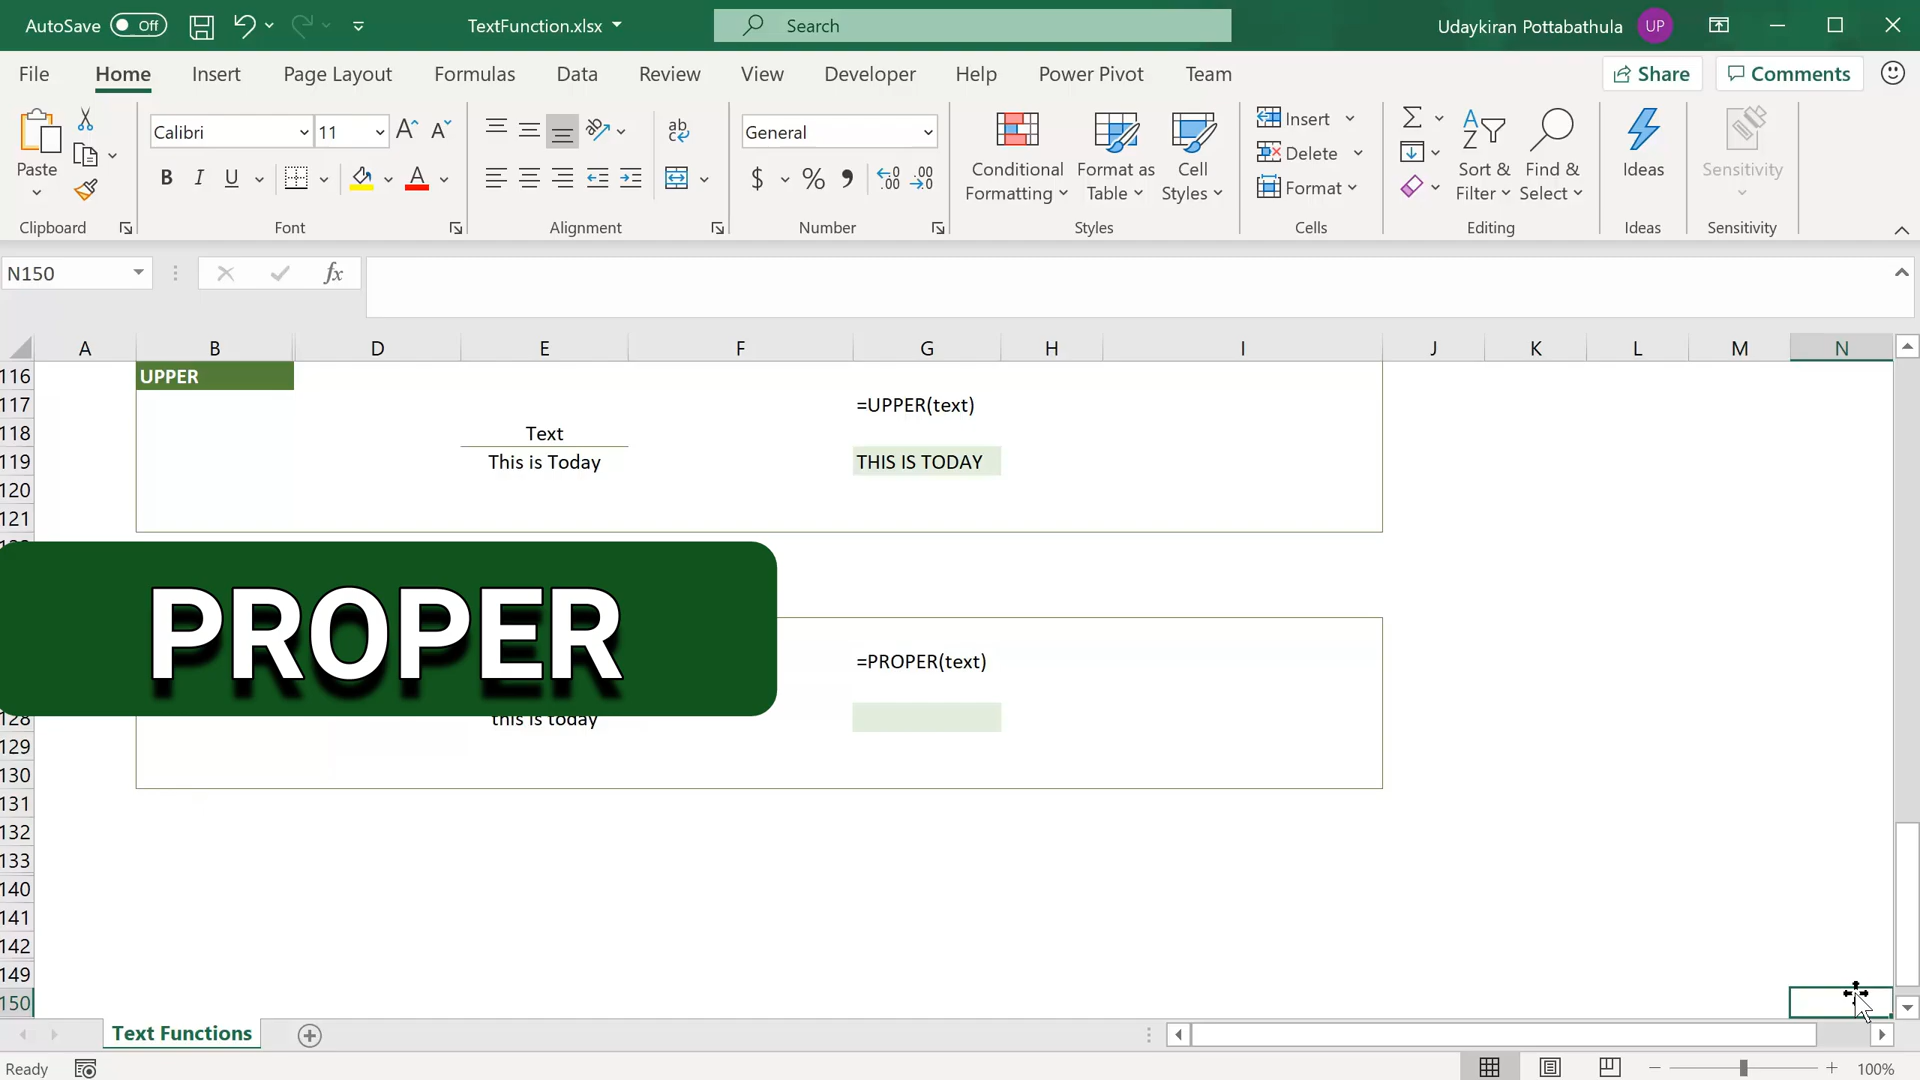 AutoSave Off TextFunction.xlsx Search Udaykiran Pottabathula UP
File Home Insert Page Layout Formulas Data Review View Developer Help Power Pivot Team Share Comments
Paste Calibri 11 General Conditional Formatting Format as Table Cell Styles Insert Delete Format Sort & Filter Find & Select Ideas Sensitivity
Clipboard Font Alignment Number Styles Cells Editing Ideas Sensitivity
N150 fx
A B D E F G H I J K L M N
116 UPPER
117 =UPPER(text)
118 Text
119 This is Today THIS IS TODAY
120
121
PROPER
=PROPER(text)
128 this is today
129
130
131
132
133
140
141
142
149
150
Text Functions
Ready 100%